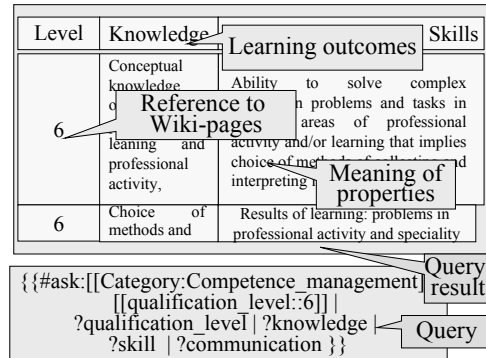 Level Knowledge Skills
Learning outcomes
Conceptual
knowledge
leaning and
professional
activity,
6
Reference to
Wiki-pages
Ability to solve complex
problems and tasks in
areas of professional
activity and/or learning that implies
choice of methods of collecting and
interpreting
Meaning of
properties
6
Choice of
methods and
Results of learning: problems in
professional activity and speciality
Query
result
{{#ask:[[Category:Competence_management]
[[qualification_level::6]] |
?qualification_level | ?knowledge |
?skill | ?communication }}
Query